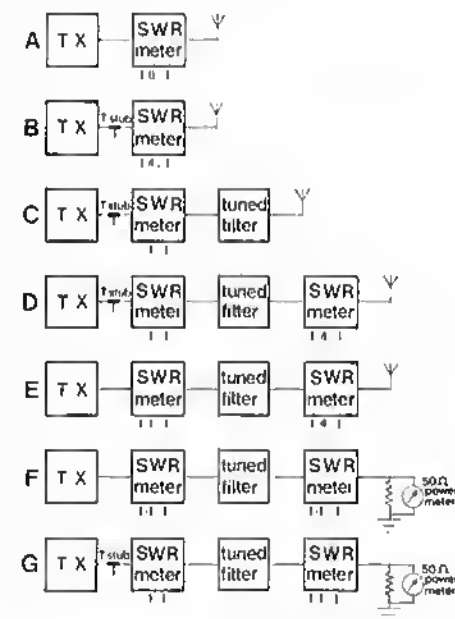 A TX SWR meter
B TX T stub SWR meter
C TX T stub SWR meter tuned filter
D TX T stub SWR meter tuned filter SWR meter
E TX SWR meter tuned filter SWR meter
F TX SWR meter tuned filter SWR meter 50Ω power meter
G TX T stub SWR meter tuned filter SWR meter 50Ω power meter